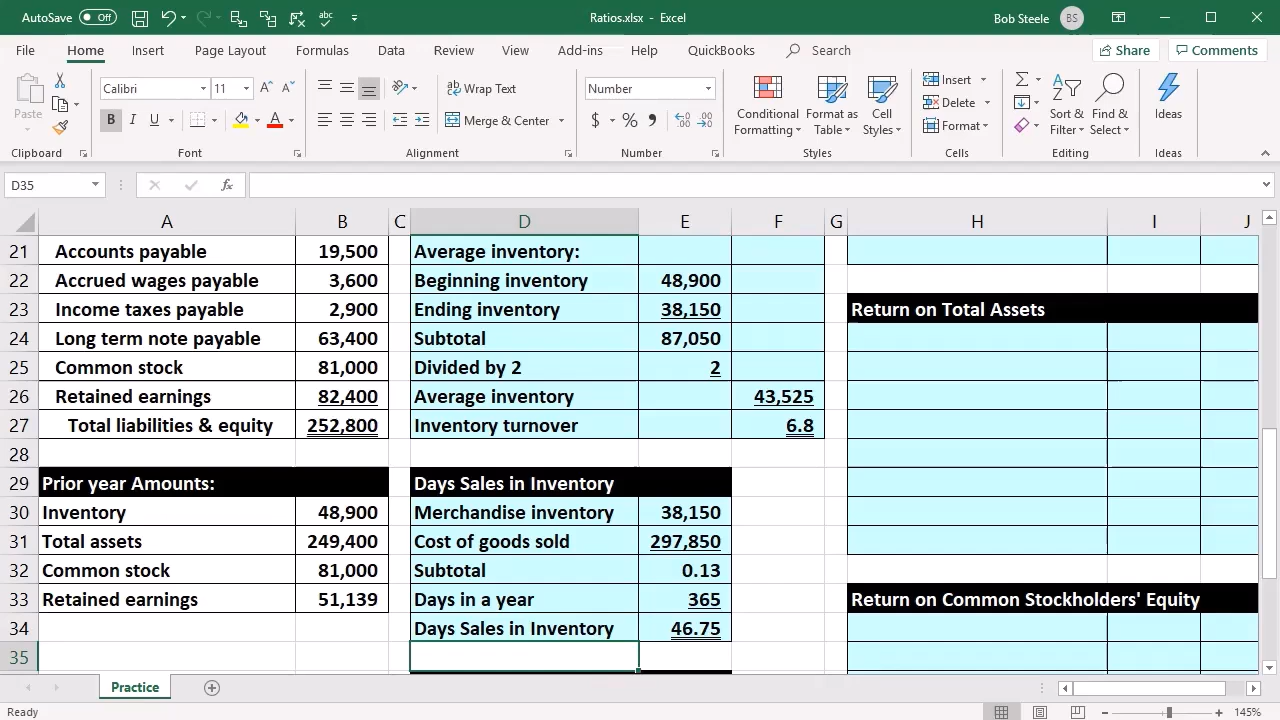 AutoSave Off
Ratios.xlsx - Excel
Bob Steele BS
File Home Insert Page Layout Formulas Data Review View Add-ins Help QuickBooks Search Share Comments
Paste
Calibri 11
Wrap Text
Merge & Center
Number
Conditional Formatting
Format as Table
Cell Styles
Insert
Delete
Format
Sort & Filter
Find & Select
Ideas
Clipboard Font Alignment Number Styles Cells Editing Ideas
D35 fx
A B C D E F G H I J
21 Accounts payable 19,500 Average inventory:
22 Accrued wages payable 3,600 Beginning inventory 48,900
23 Income taxes payable 2,900 Ending inventory 38,150 Return on Total Assets
24 Long term note payable 63,400 Subtotal 87,050
25 Common stock 81,000 Divided by 2 2
26 Retained earnings 82,400 Average inventory 43,525
27 Total liabilities & equity 252,800 Inventory turnover 6.8
28
29 Prior year Amounts: Days Sales in Inventory
30 Inventory 48,900 Merchandise inventory 38,150
31 Total assets 249,400 Cost of goods sold 297,850
32 Common stock 81,000 Subtotal 0.13
33 Retained earnings 51,139 Days in a year 365 Return on Common Stockholders' Equity
34 Days Sales in Inventory 46.75
35
Practice
Ready 145%